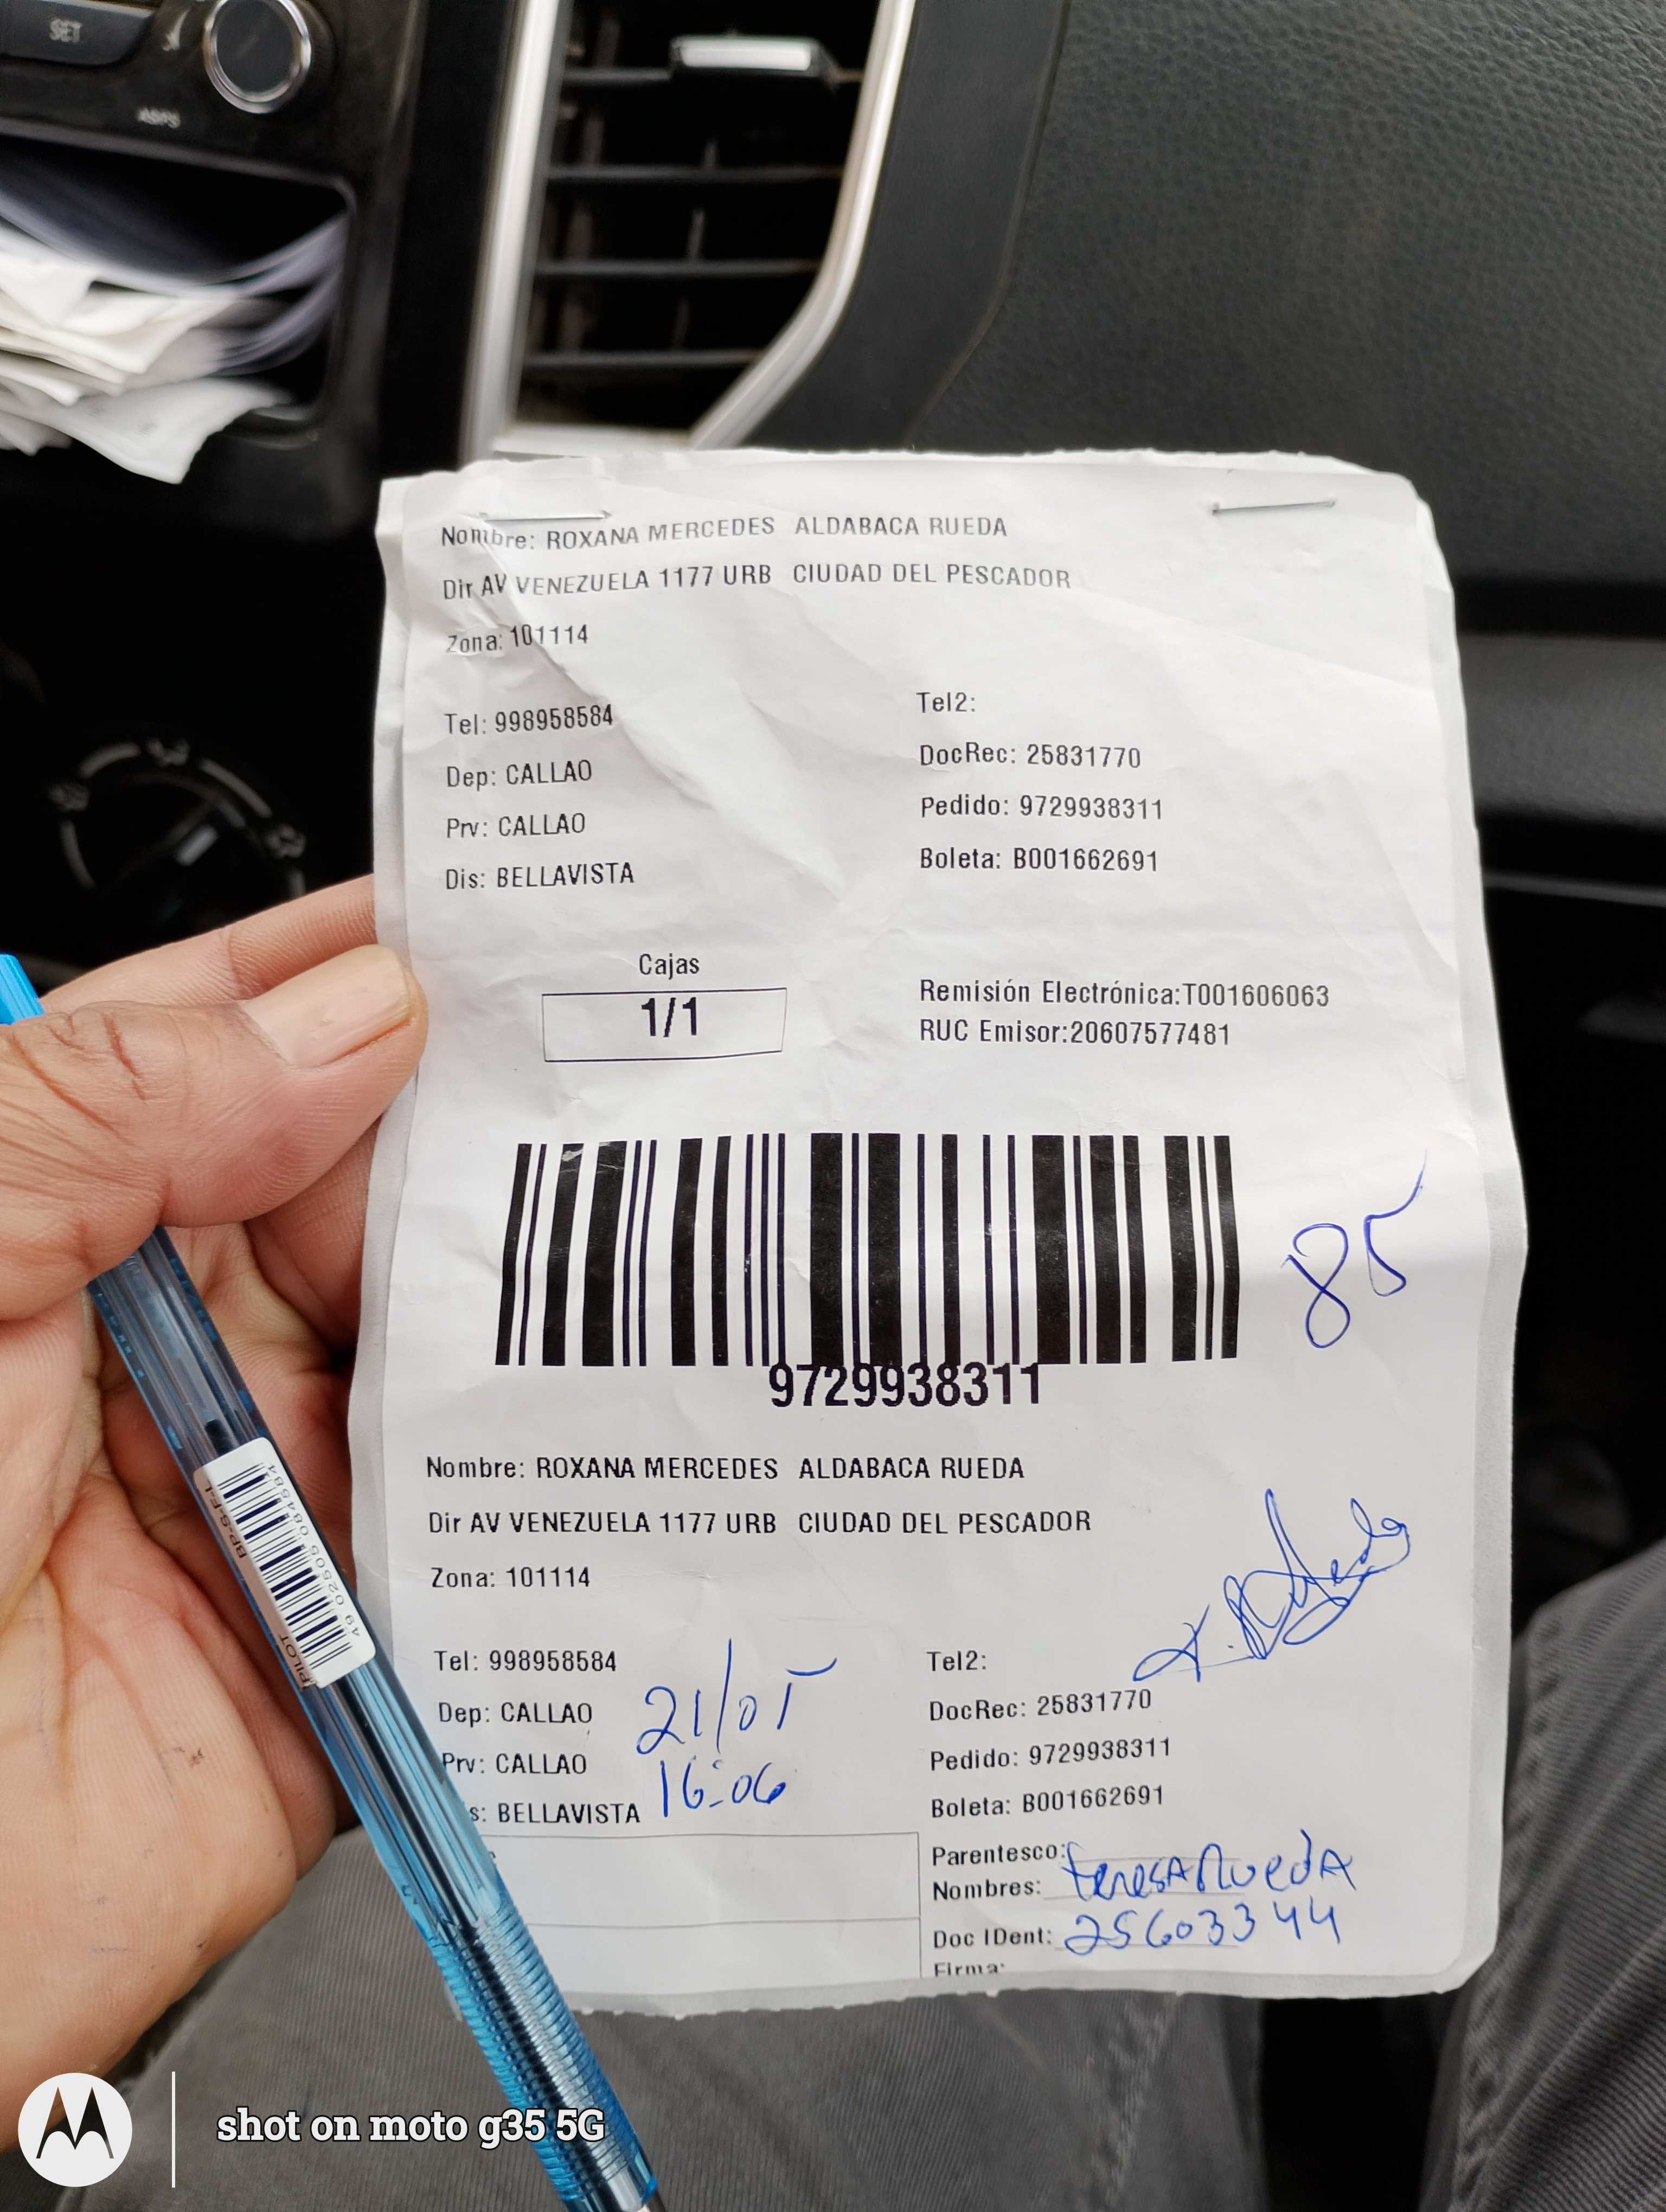 SET
ASPS
Nombre: ROXANA MERCEDES ALDABACA RUEDA
Dir AV VENEZUELA 1177 URB CIUDAD DEL PESCADOR
Zona: 101114
Tel: 998958584
Tel2:
Dep: CALLAO
DocRec: 25831770
Prv: CALLAO
Pedido: 9729938311
Dis: BELLAVISTA
Boleta: B001662691
Cajas
1/1
Remisión Electrónica:T001606063
RUC Emisor:20607577481
85
9729938311
Nombre: ROXANA MERCEDES ALDABACA RUEDA
Dir AV VENEZUELA 1177 URB CIUDAD DEL PESCADOR
Zona: 101114
Tel: 998958584
Tel2:
Dep: CALLAO
21/05
DocRec: 25831770
Prv: CALLAO
16:06
Pedido: 9729938311
s: BELLAVISTA
Boleta: B001662691
Parentesco:
Nombres: teresA RuedA
Doc IDent: 25603344
Firma:
BP-S-F-L
PILOT
shot on moto g35 5G